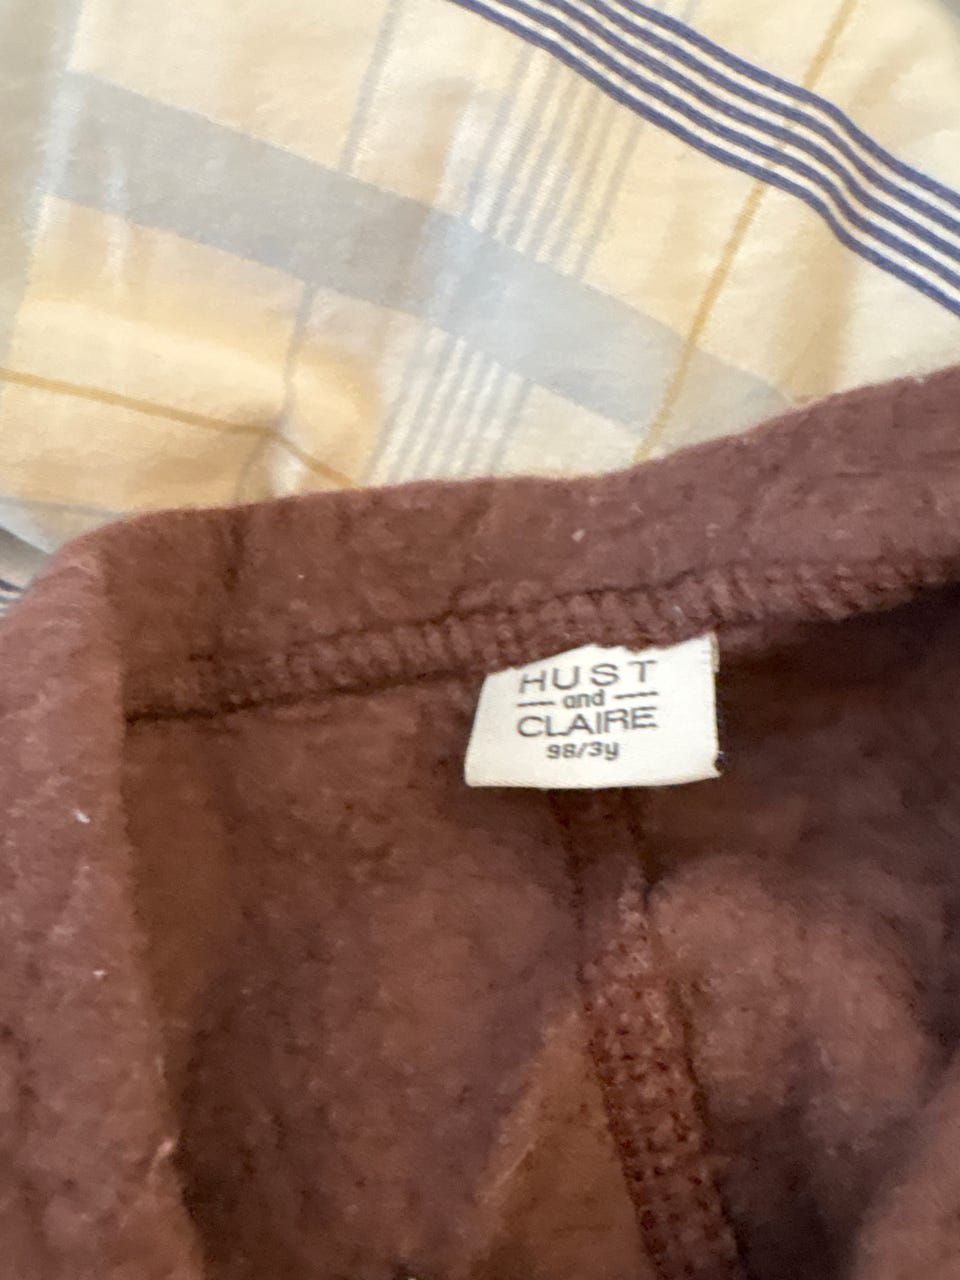 HUST
and
CLAIRE
98/3y